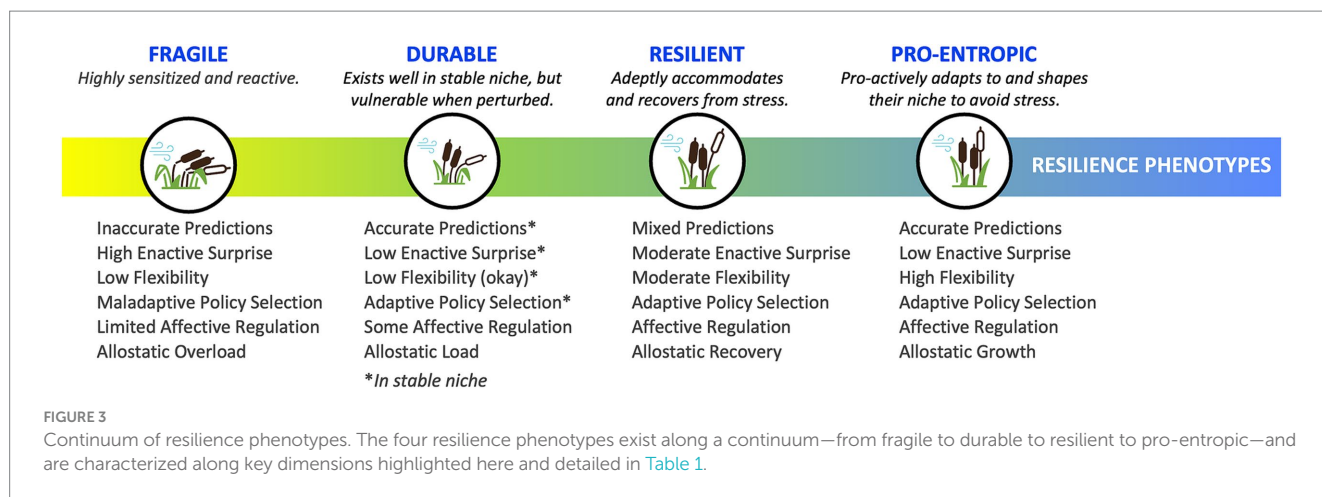 FRAGILE
Highly sensitized and reactive.
DURABLE
Exists well in stable niche, but
vulnerable when perturbed.
RESILIENT
Adeptly accommodates
and recovers from stress.
PRO-ENTROPIC
Pro-actively adapts to and shapes
their niche to avoid stress.
RESILIENCE PHENOTYPES
Inaccurate Predictions
High Enactive Surprise
Low Flexibility
Maladaptive Policy Selection
Limited Affective Regulation
Allostatic Overload
Accurate Predictions*
Low Enactive Surprise*
Low Flexibility (okay)*
Adaptive Policy Selection*
Some Affective Regulation
Allostatic Load
*In stable niche
Mixed Predictions
Moderate Enactive Surprise
Moderate Flexibility
Adaptive Policy Selection
Affective Regulation
Allostatic Recovery
Accurate Predictions
Low Enactive Surprise
High Flexibility
Adaptive Policy Selection
Affective Regulation
Allostatic Growth
FIGURE 3
Continuum of resilience phenotypes. The four resilience phenotypes exist along a continuum—from fragile to durable to resilient to pro-entropic—and
are characterized along key dimensions highlighted here and detailed in Table 1.